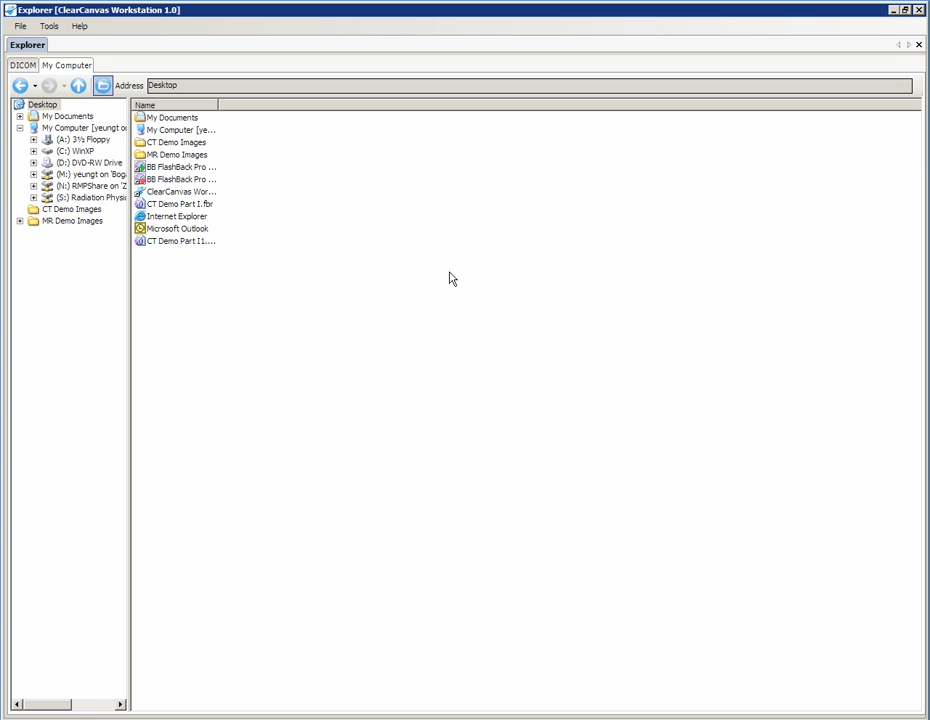 Explorer [ClearCanvas Workstation 1.0]
File Tools Help
Explorer
DICOM My Computer
Address Desktop
Desktop
My Documents
My Computer [yeungt or
(A:) 3½ Floppy
(C:) WinXP
(D:) DVD-RW Drive
(M:) yeungt on 'Bog
(N:) RMPShare on 'Z
(S:) Radiation Physic
CT Demo Images
MR Demo Images
Name
My Documents
My Computer [ye...
CT Demo Images
MR Demo Images
BB FlashBack Pro ...
BB FlashBack Pro ...
ClearCanvas Wor...
CT Demo Part I.fbr
Internet Explorer
Microsoft Outlook
CT Demo Part I1....